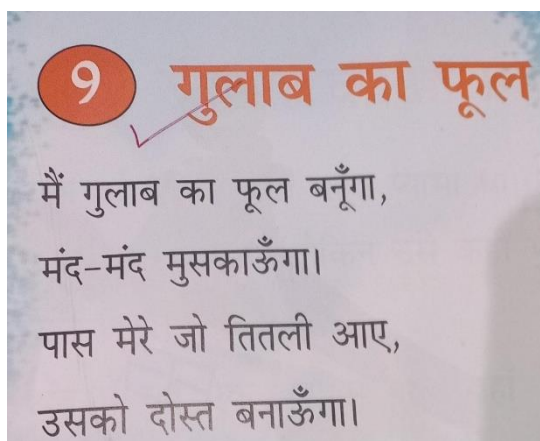 9 गुलाब का फूल
मैं गुलाब का फूल बनूँगा,
मंद-मंद मुसकाऊँगा।
पास मेरे जो तितली आए,
उसको दोस्त बनाऊँगा।